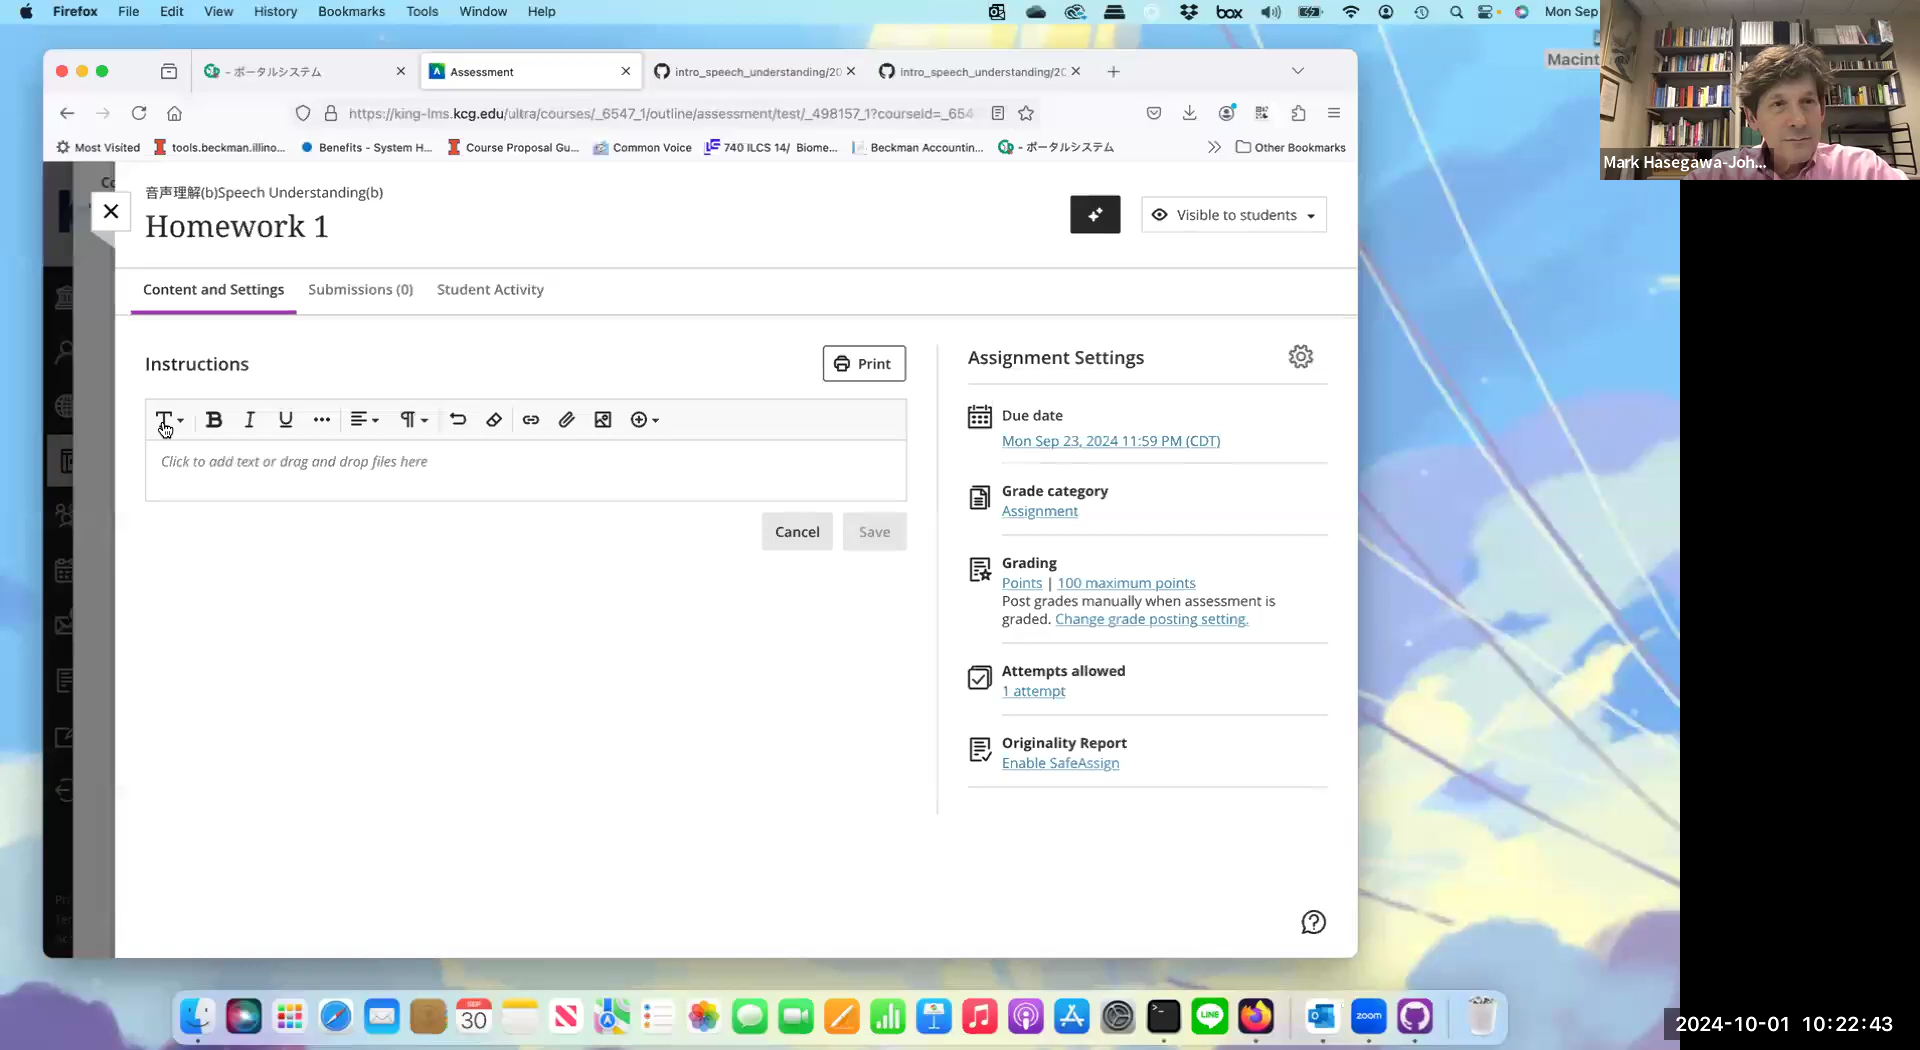 Firefox File Edit View History Bookmarks Tools Window Help
box
Mon Sep
Macint
- ポータルシステム
Assessment
intro_speech_understanding/20
intro_speech_understanding/20
https://king-lms.kcg.edu/ultra/courses/_6547_1/outline/assessment/test/_498157_1?courseId=_654
Most Visited
tools.beckman.illino...
Benefits - System H...
Course Proposal Gu...
Common Voice
740 ILCS 14/ Biome...
Beckman Accountin...
- ポータルシステム
Other Bookmarks
Mark Hasegawa-Joh...
音声理解(b)Speech Understanding(b)
Homework 1
Visible to students
Content and Settings
Submissions (0)
Student Activity
Instructions
Print
Click to add text or drag and drop files here
Cancel
Save
Assignment Settings
Due date
Mon Sep 23, 2024 11:59 PM (CDT)
Grade category
Assignment
Grading
Points | 100 maximum points
Post grades manually when assessment is
graded. Change grade posting setting.
Attempts allowed
1 attempt
Originality Report
Enable SafeAssign
SEP
30
LINE
zoom
2024-10-01 10:22:43